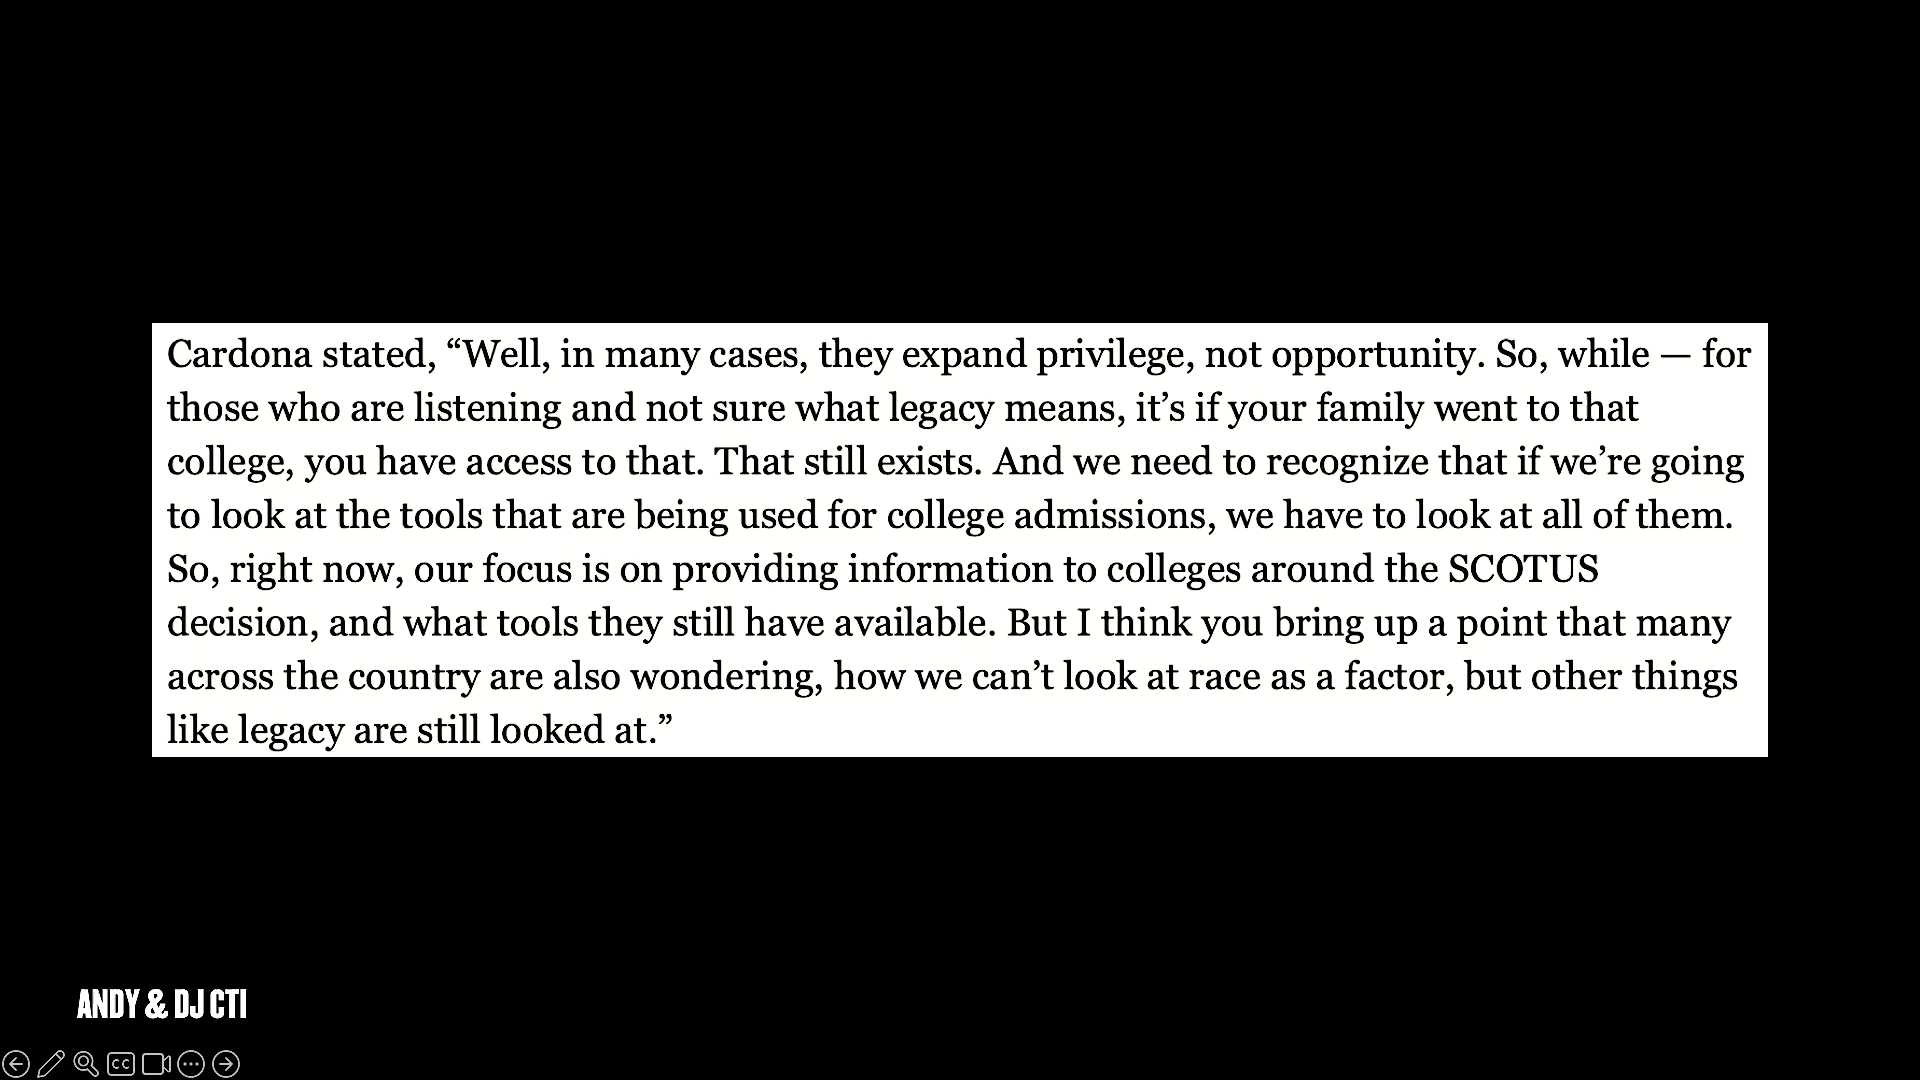 Cardona stated, “Well, in many cases, they expand privilege, not opportunity. So, while — for
those who are listening and not sure what legacy means, it’s if your family went to that
college, you have access to that. That still exists. And we need to recognize that if we’re going
to look at the tools that are being used for college admissions, we have to look at all of them.
So, right now, our focus is on providing information to colleges around the SCOTUS
decision, and what tools they still have available. But I think you bring up a point that many
across the country are also wondering, how we can’t look at race as a factor, but other things
like legacy are still looked at.”
ANDY & DJ CTI
CC